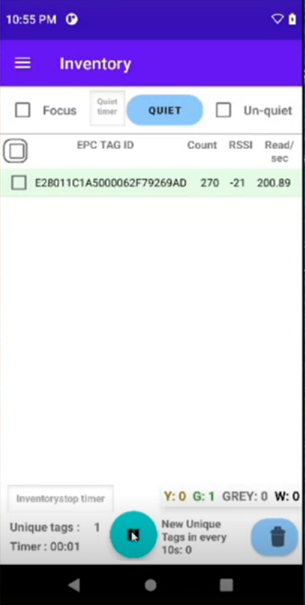 10:55 PM
Inventory
Focus
Quiet
timer
QUIET
Un-quiet
EPC TAG ID Count RSSI Read/
sec
E28011C1A5000062F79269AD 270 -21 200.89
Inventorystop timer
Y: 0 G: 1 GREY: 0 W: 0
Unique tags : 1
Timer : 00:01
New Unique
Tags in every
10s: 0